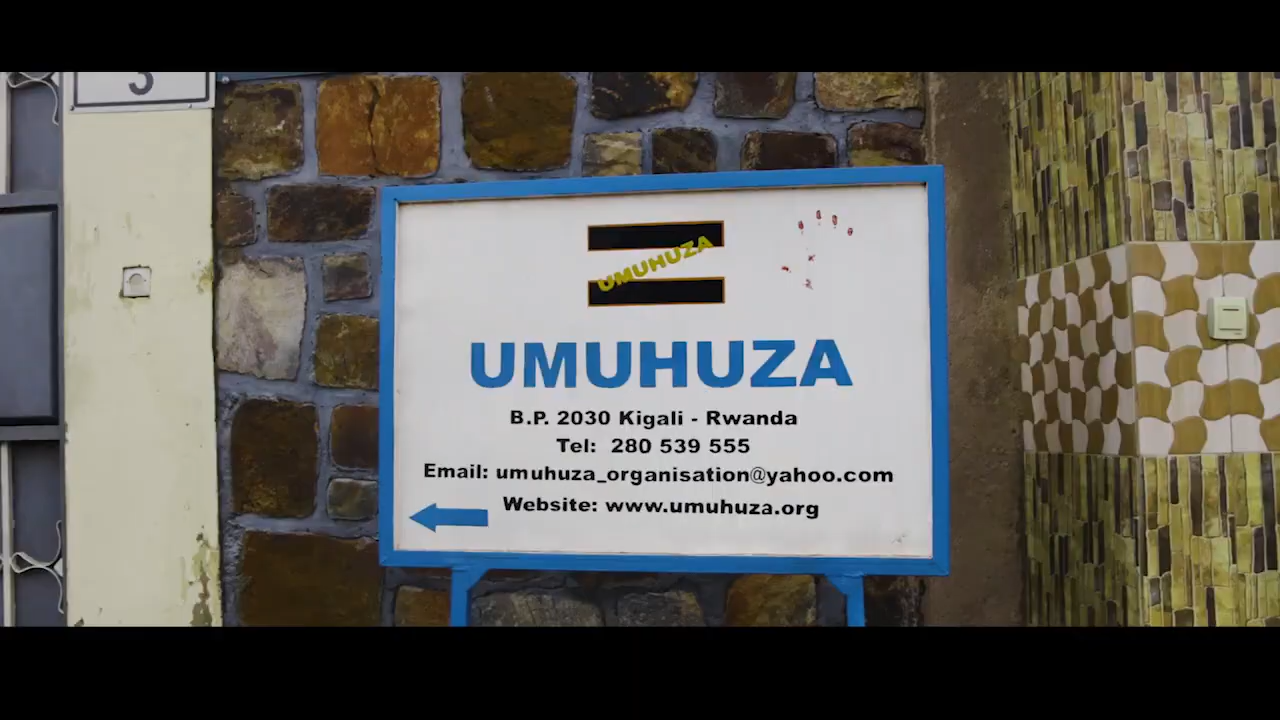 3
UMUHUZA
UMUHUZA
B.P. 2030 Kigali - Rwanda
Tel: 280 539 555
Email: umuhuza_organisation@yahoo.com
Website: www.umuhuza.org